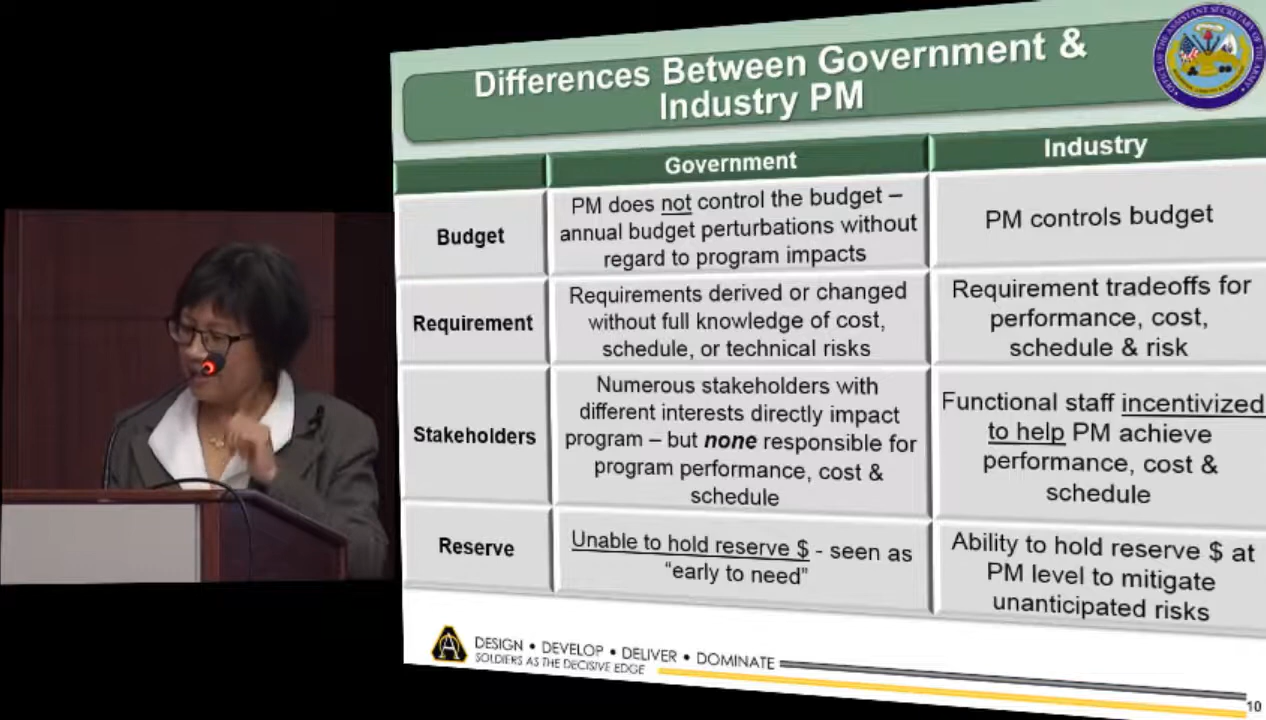 Differences Between Government &
Industry PM
Government
Industry
Budget
PM does not control the budget –
annual budget perturbations without
regard to program impacts
PM controls budget
Requirement
Requirements derived or changed
without full knowledge of cost,
schedule, or technical risks
Requirement tradeoffs for
performance, cost,
schedule & risk
Stakeholders
Numerous stakeholders with
different interests directly impact
program – but none responsible for
program performance, cost &
schedule
Functional staff incentivized
to help PM achieve
performance, cost &
schedule
Reserve
Unable to hold reserve $ - seen as
“early to need”
Ability to hold reserve $ at
PM level to mitigate
unanticipated risks
DESIGN • DEVELOP • DELIVER • DOMINATE
SOLDIERS AS THE DECISIVE EDGE
10